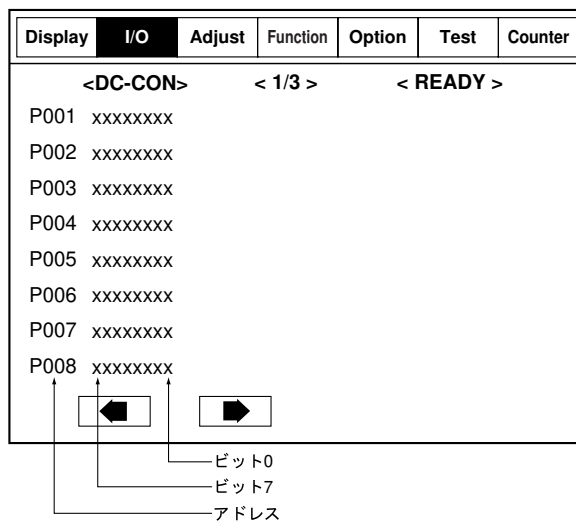 Display I/O Adjust Function Option Test Counter
<DC-CON> < 1/3 > < READY >
P001 xxxxxxxx
P002 xxxxxxxx
P003 xxxxxxxx
P004 xxxxxxxx
P005 xxxxxxxx
P006 xxxxxxxx
P007 xxxxxxxx
P008 xxxxxxxx
ビット0
ビット7
アドレス